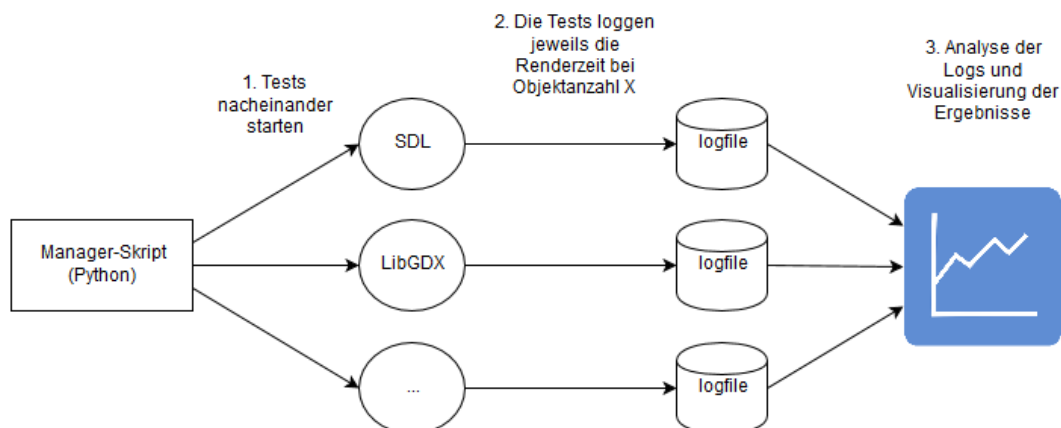 2. Die Tests loggen
jeweils die
Renderzeit bei
Objektanzahl X
3. Analyse der
Logs und
Visualisierung der
Ergebnisse
1. Tests
nacheinander
starten
SDL
logfile
Manager-Skript
(Python)
LibGDX
logfile
...
logfile